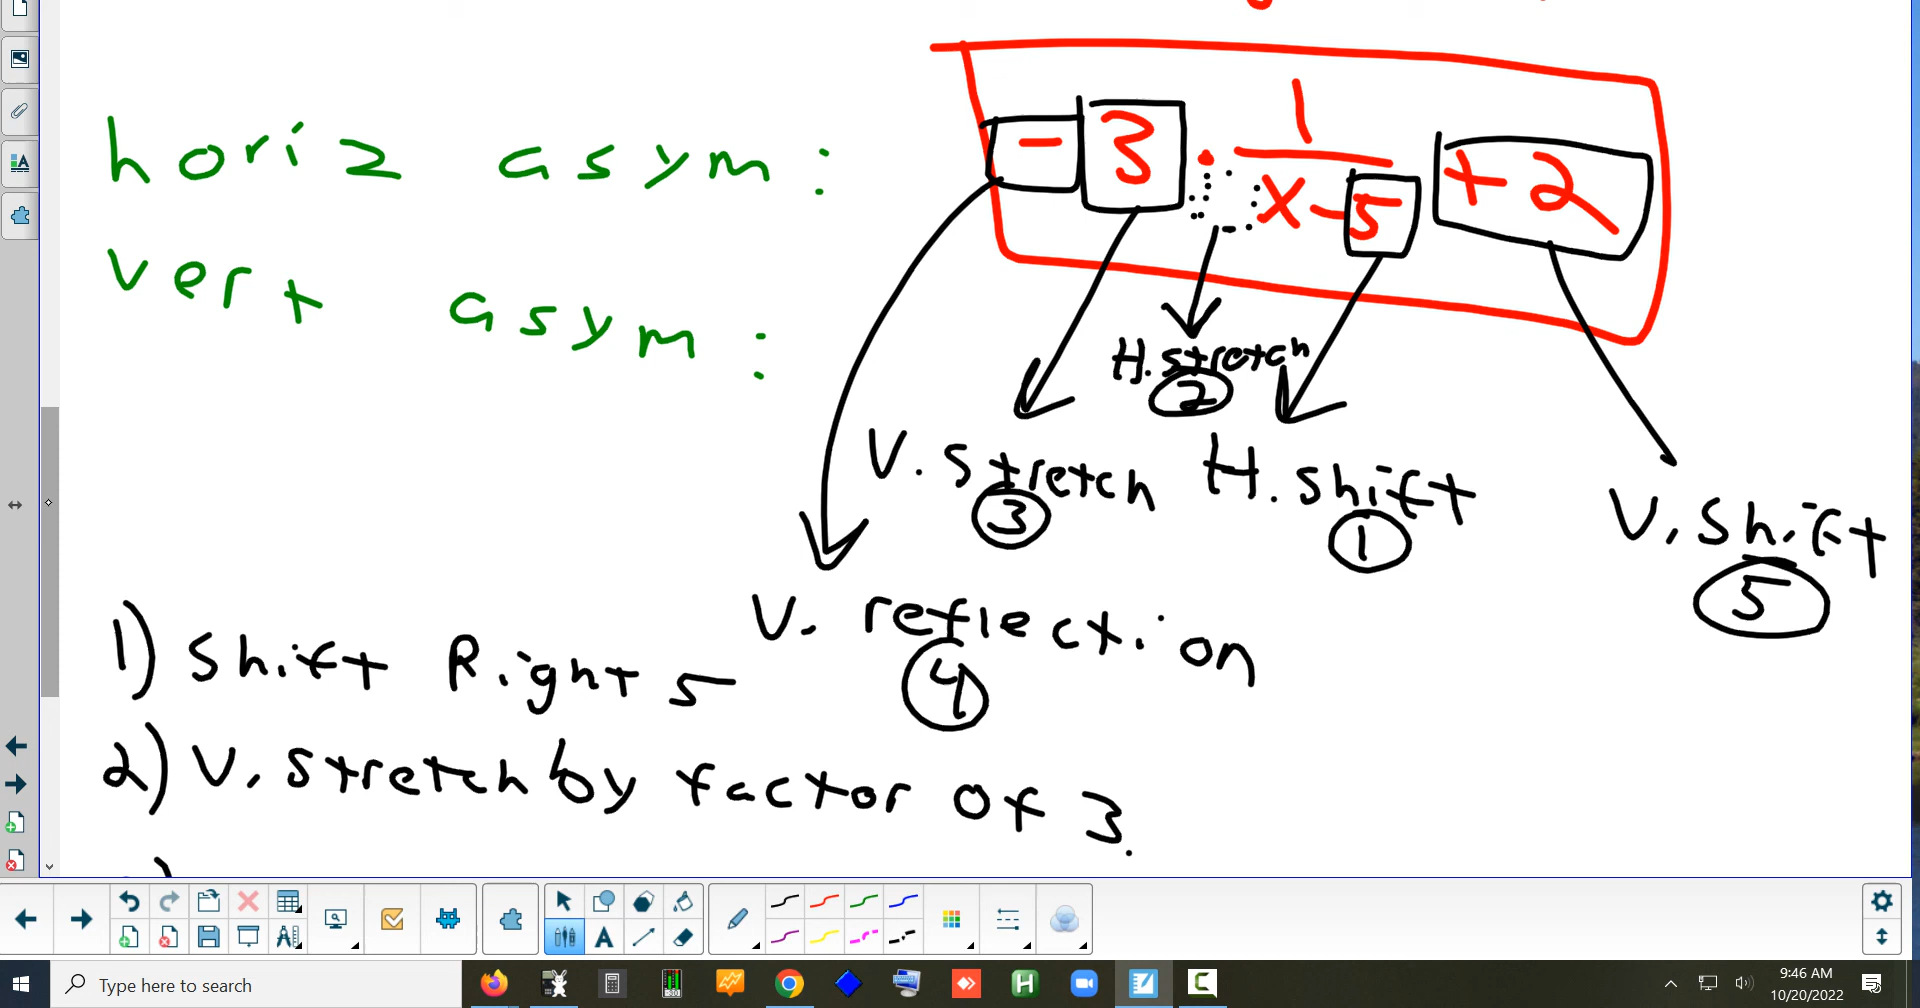 horiz asym:
vert asym:
- 3 · 1 / x-5 + 2
H. stretch
2
V. stretch
3
H. shift
1
V. shift
5
V. reflection
4
1) Shift Right 5
2) V. stretch by factor of 3.
Type here to search
9:46 AM
10/20/2022